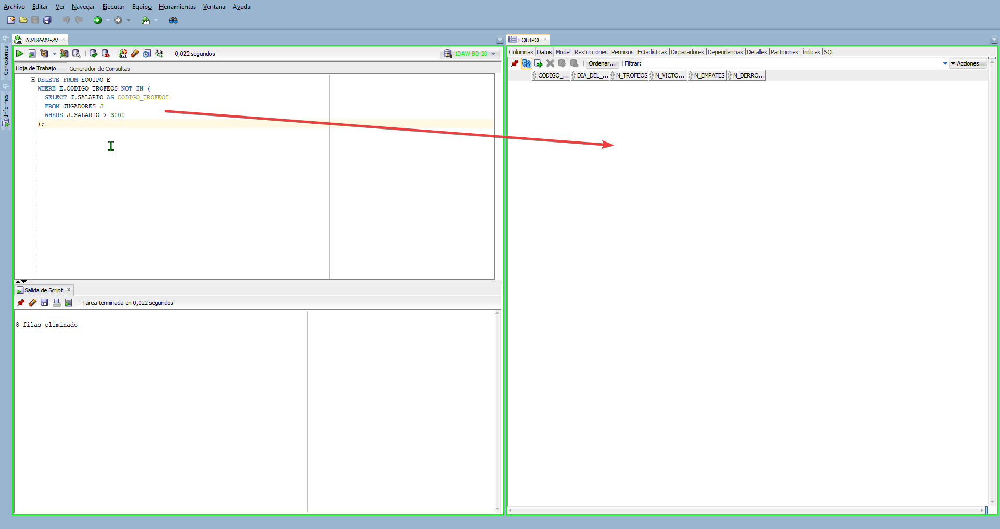 Archivo Editar Ver Navegar Ejecutar Equipo Herramientas Ventana Ayuda
Conexiones
Informes
1DAW-BD-20
0,022 segundos
1DAW-BD-20
Hoja de Trabajo Generador de Consultas
DELETE FROM EQUIPO E
WHERE E.CODIGO_TROFEOS NOT IN (
SELECT J.SALARIO AS CODIGO_TROFEOS
FROM JUGADORES J
WHERE J.SALARIO > 3000
);
Salida de Script
Tarea terminada en 0,022 segundos
8 filas eliminado
EQUIPO
Columnas Datos Model Restricciones Permisos Estadísticas Disparadores Dependencias Detalles Particiones Índices SQL
Ordenar... Filtrar: Acciones...
CODIGO_... DIA_DEL_... N_TROFEOS N_VICTO... N_EMPATES N_DERRO...